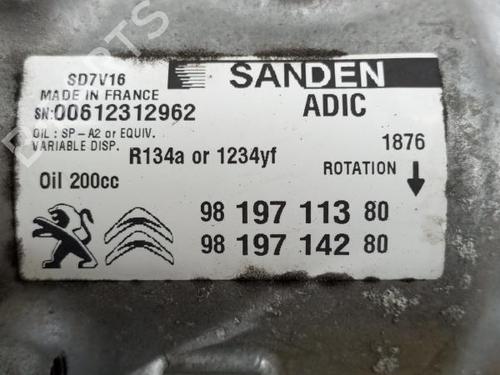 SD7V16
SANDEN
MADE IN FRANCE
SN:00612312962
ADIC
OIL : SP-A2 or EQUIV.
VARIABLE DISP.
R134a or 1234yf
1876
ROTATION
Oil 200cc
98 197 113 80
98 197 142 80